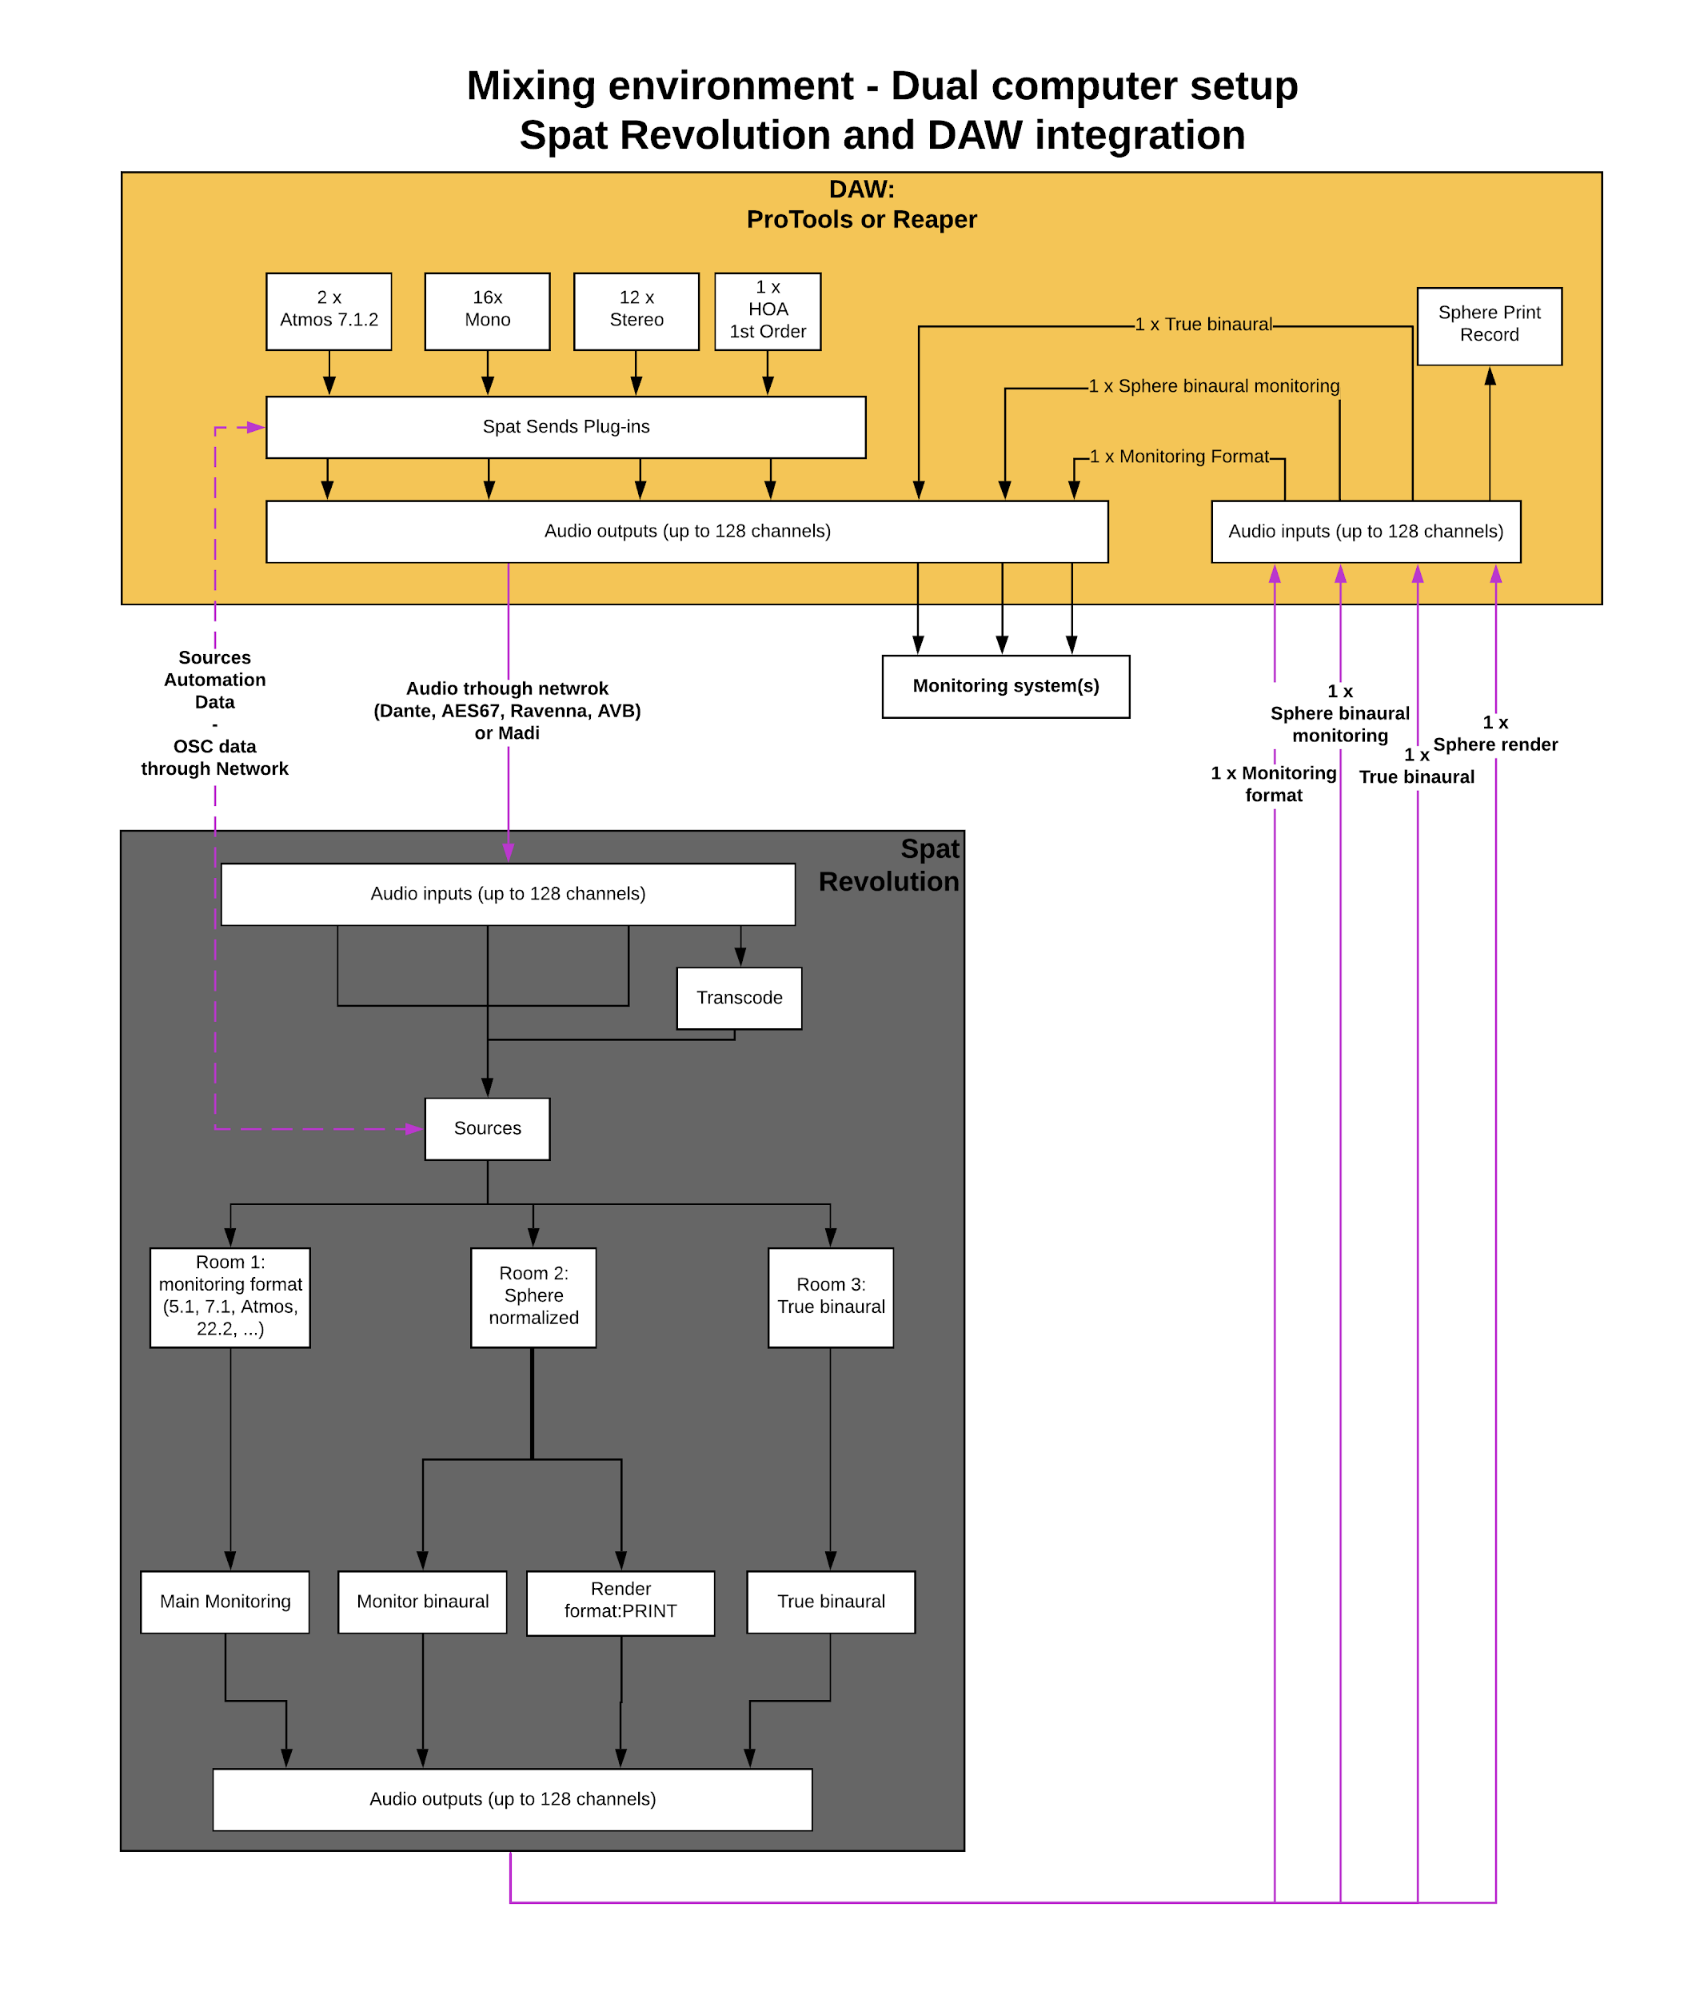 Mixing environment - Dual computer setup
Spat Revolution and DAW integration
DAW:
ProTools or Reaper
2 x
Atmos 7.1.2
16x
Mono
12 x
Stereo
1 x
HOA
1st Order
1 x True binaural
Sphere Print
Record
1 x Sphere binaural monitoring
Spat Sends Plug-ins
1 x Monitoring Format
Audio outputs (up to 128 channels)
Audio inputs (up to 128 channels)
Sources
Automation
Data
-
OSC data
through Network
Audio trhough netwrok
(Dante, AES67, Ravenna, AVB)
or Madi
Monitoring system(s)
1 x Monitoring
format
1 x
Sphere binaural
monitoring
1 x
True binaural
1 x
Sphere render
Spat
Revolution
Audio inputs (up to 128 channels)
Transcode
Sources
Room 1:
monitoring format
(5.1, 7.1, Atmos,
22.2, ...)
Room 2:
Sphere
normalized
Room 3:
True binaural
Main Monitoring
Monitor binaural
Render
format:PRINT
True binaural
Audio outputs (up to 128 channels)